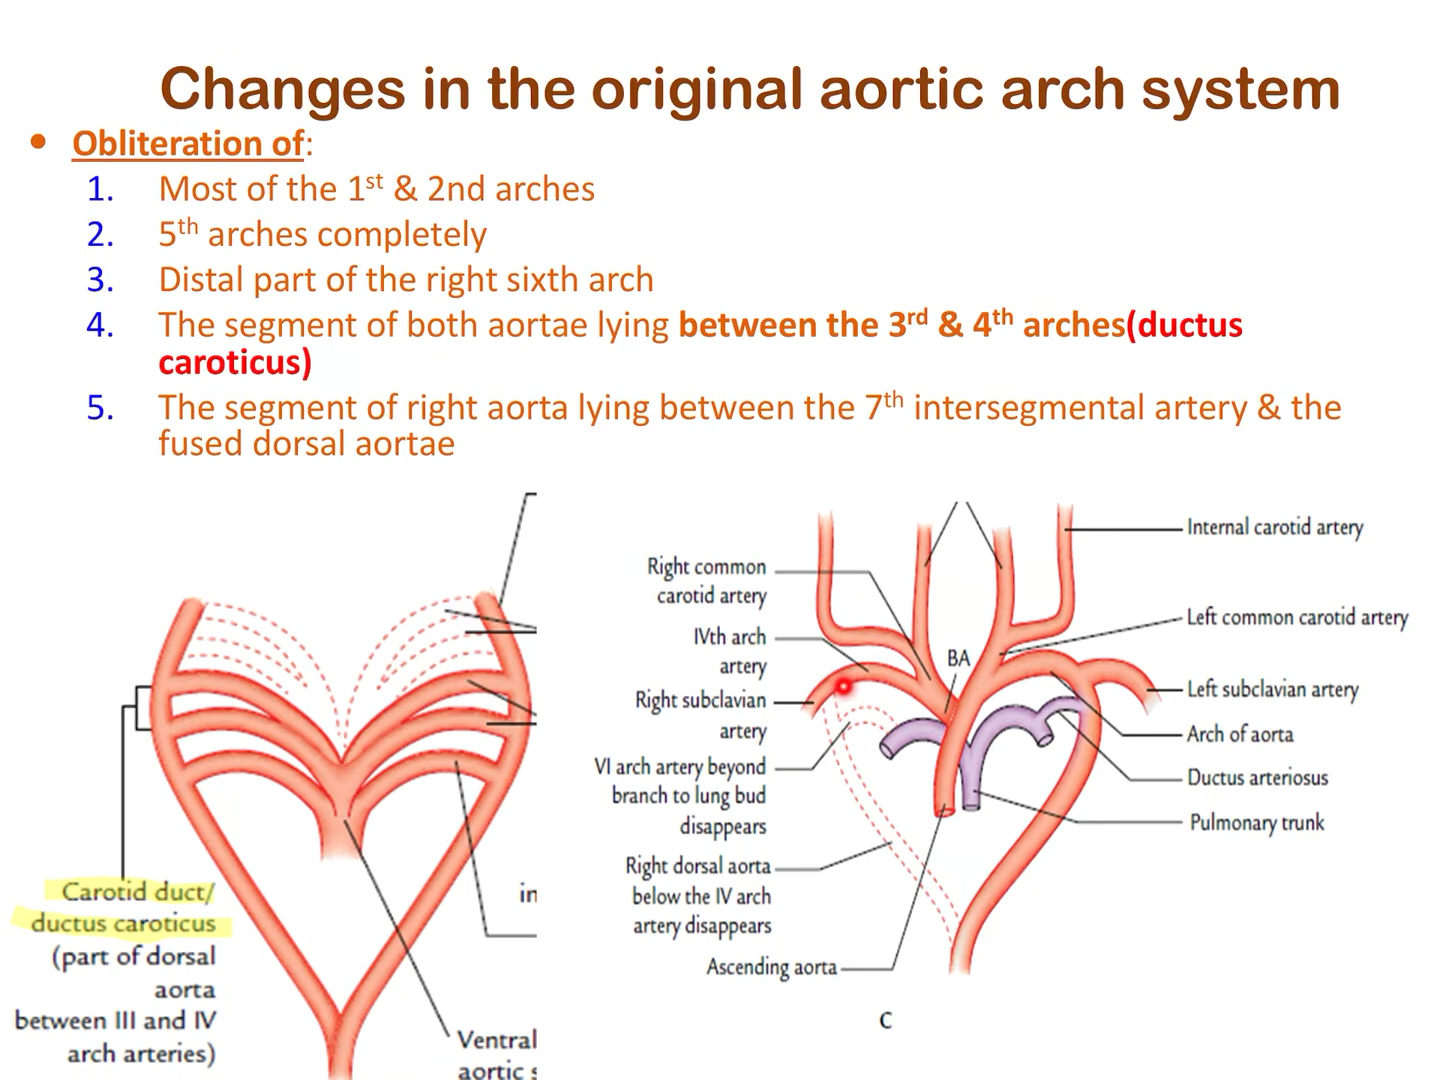 Changes in the original aortic arch system
• Obliteration of:
1. Most of the 1st & 2nd arches
2. 5th arches completely
3. Distal part of the right sixth arch
4. The segment of both aortae lying between the 3rd & 4th arches(ductus
caroticus)
5. The segment of right aorta lying between the 7th intersegmental artery & the
fused dorsal aortae
Carotid duct/
ductus caroticus
(part of dorsal
aorta
between III and IV
arch arteries)
in
Ventral
aortic s
Right common
carotid artery
IVth arch
artery
Right subclavian
artery
VI arch artery beyond
branch to lung bud
disappears
Right dorsal aorta
below the IV arch
artery disappears
Ascending aorta
BA
Internal carotid artery
Left common carotid artery
Left subclavian artery
Arch of aorta
Ductus arteriosus
Pulmonary trunk
C